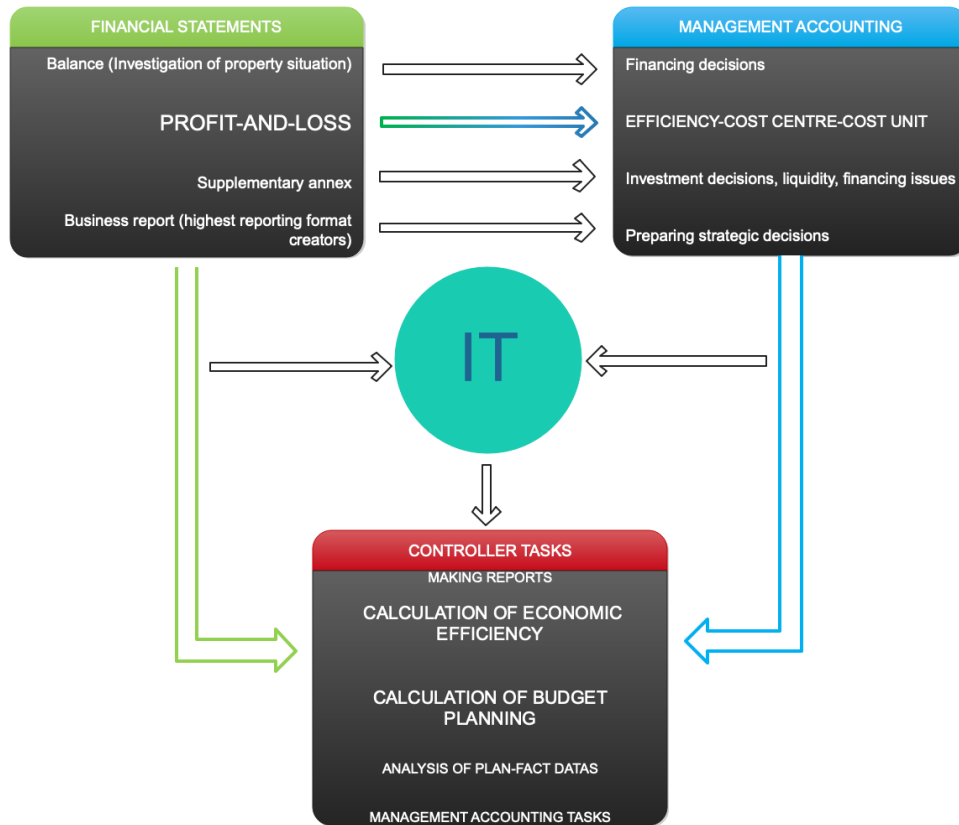 FINANCIAL STATEMENTS
Balance (Investigation of property situation)
PROFIT-AND-LOSS
Supplementary annex
Business report (highest reporting format
creators)
MANAGEMENT ACCOUNTING
Financing decisions
EFFICIENCY-COST CENTRE-COST UNIT
Investment decisions, liquidity, financing issues
Preparing strategic decisions
IT
CONTROLLER TASKS
MAKING REPORTS
CALCULATION OF ECONOMIC
EFFICIENCY
CALCULATION OF BUDGET
PLANNING
ANALYSIS OF PLAN-FACT DATAS
MANAGEMENT ACCOUNTING TASKS